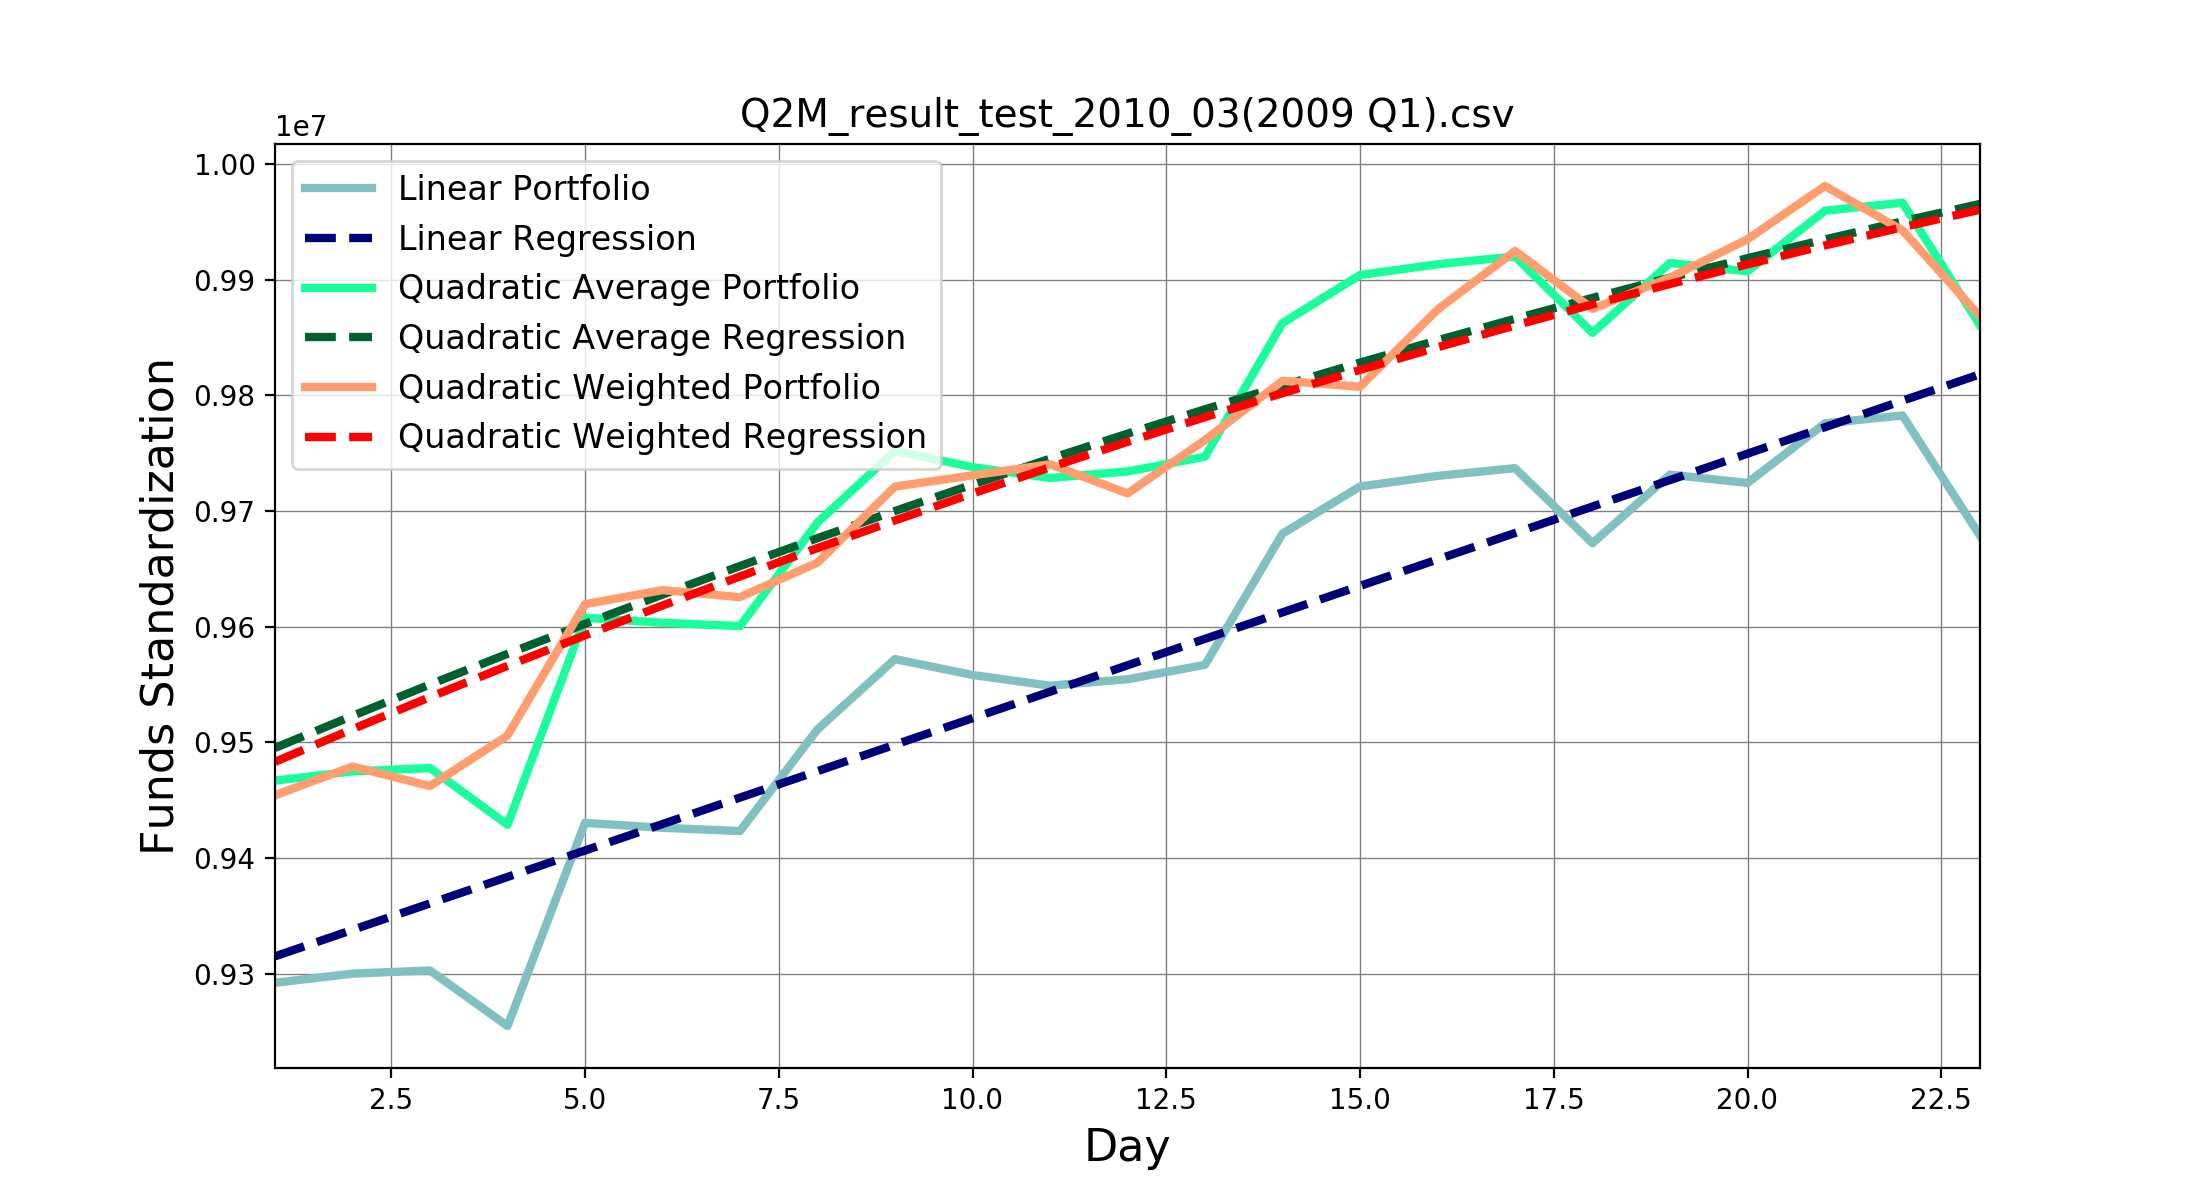 Q2M_result_test_2010_03(2009 Q1).csv
1e7
1.00
0.99
0.98
0.97
0.96
0.95
0.94
0.93
Funds Standardization
Linear Portfolio
Linear Regression
Quadratic Average Portfolio
Quadratic Average Regression
Quadratic Weighted Portfolio
Quadratic Weighted Regression
2.5 5.0 7.5 10.0 12.5 15.0 17.5 20.0 22.5
Day